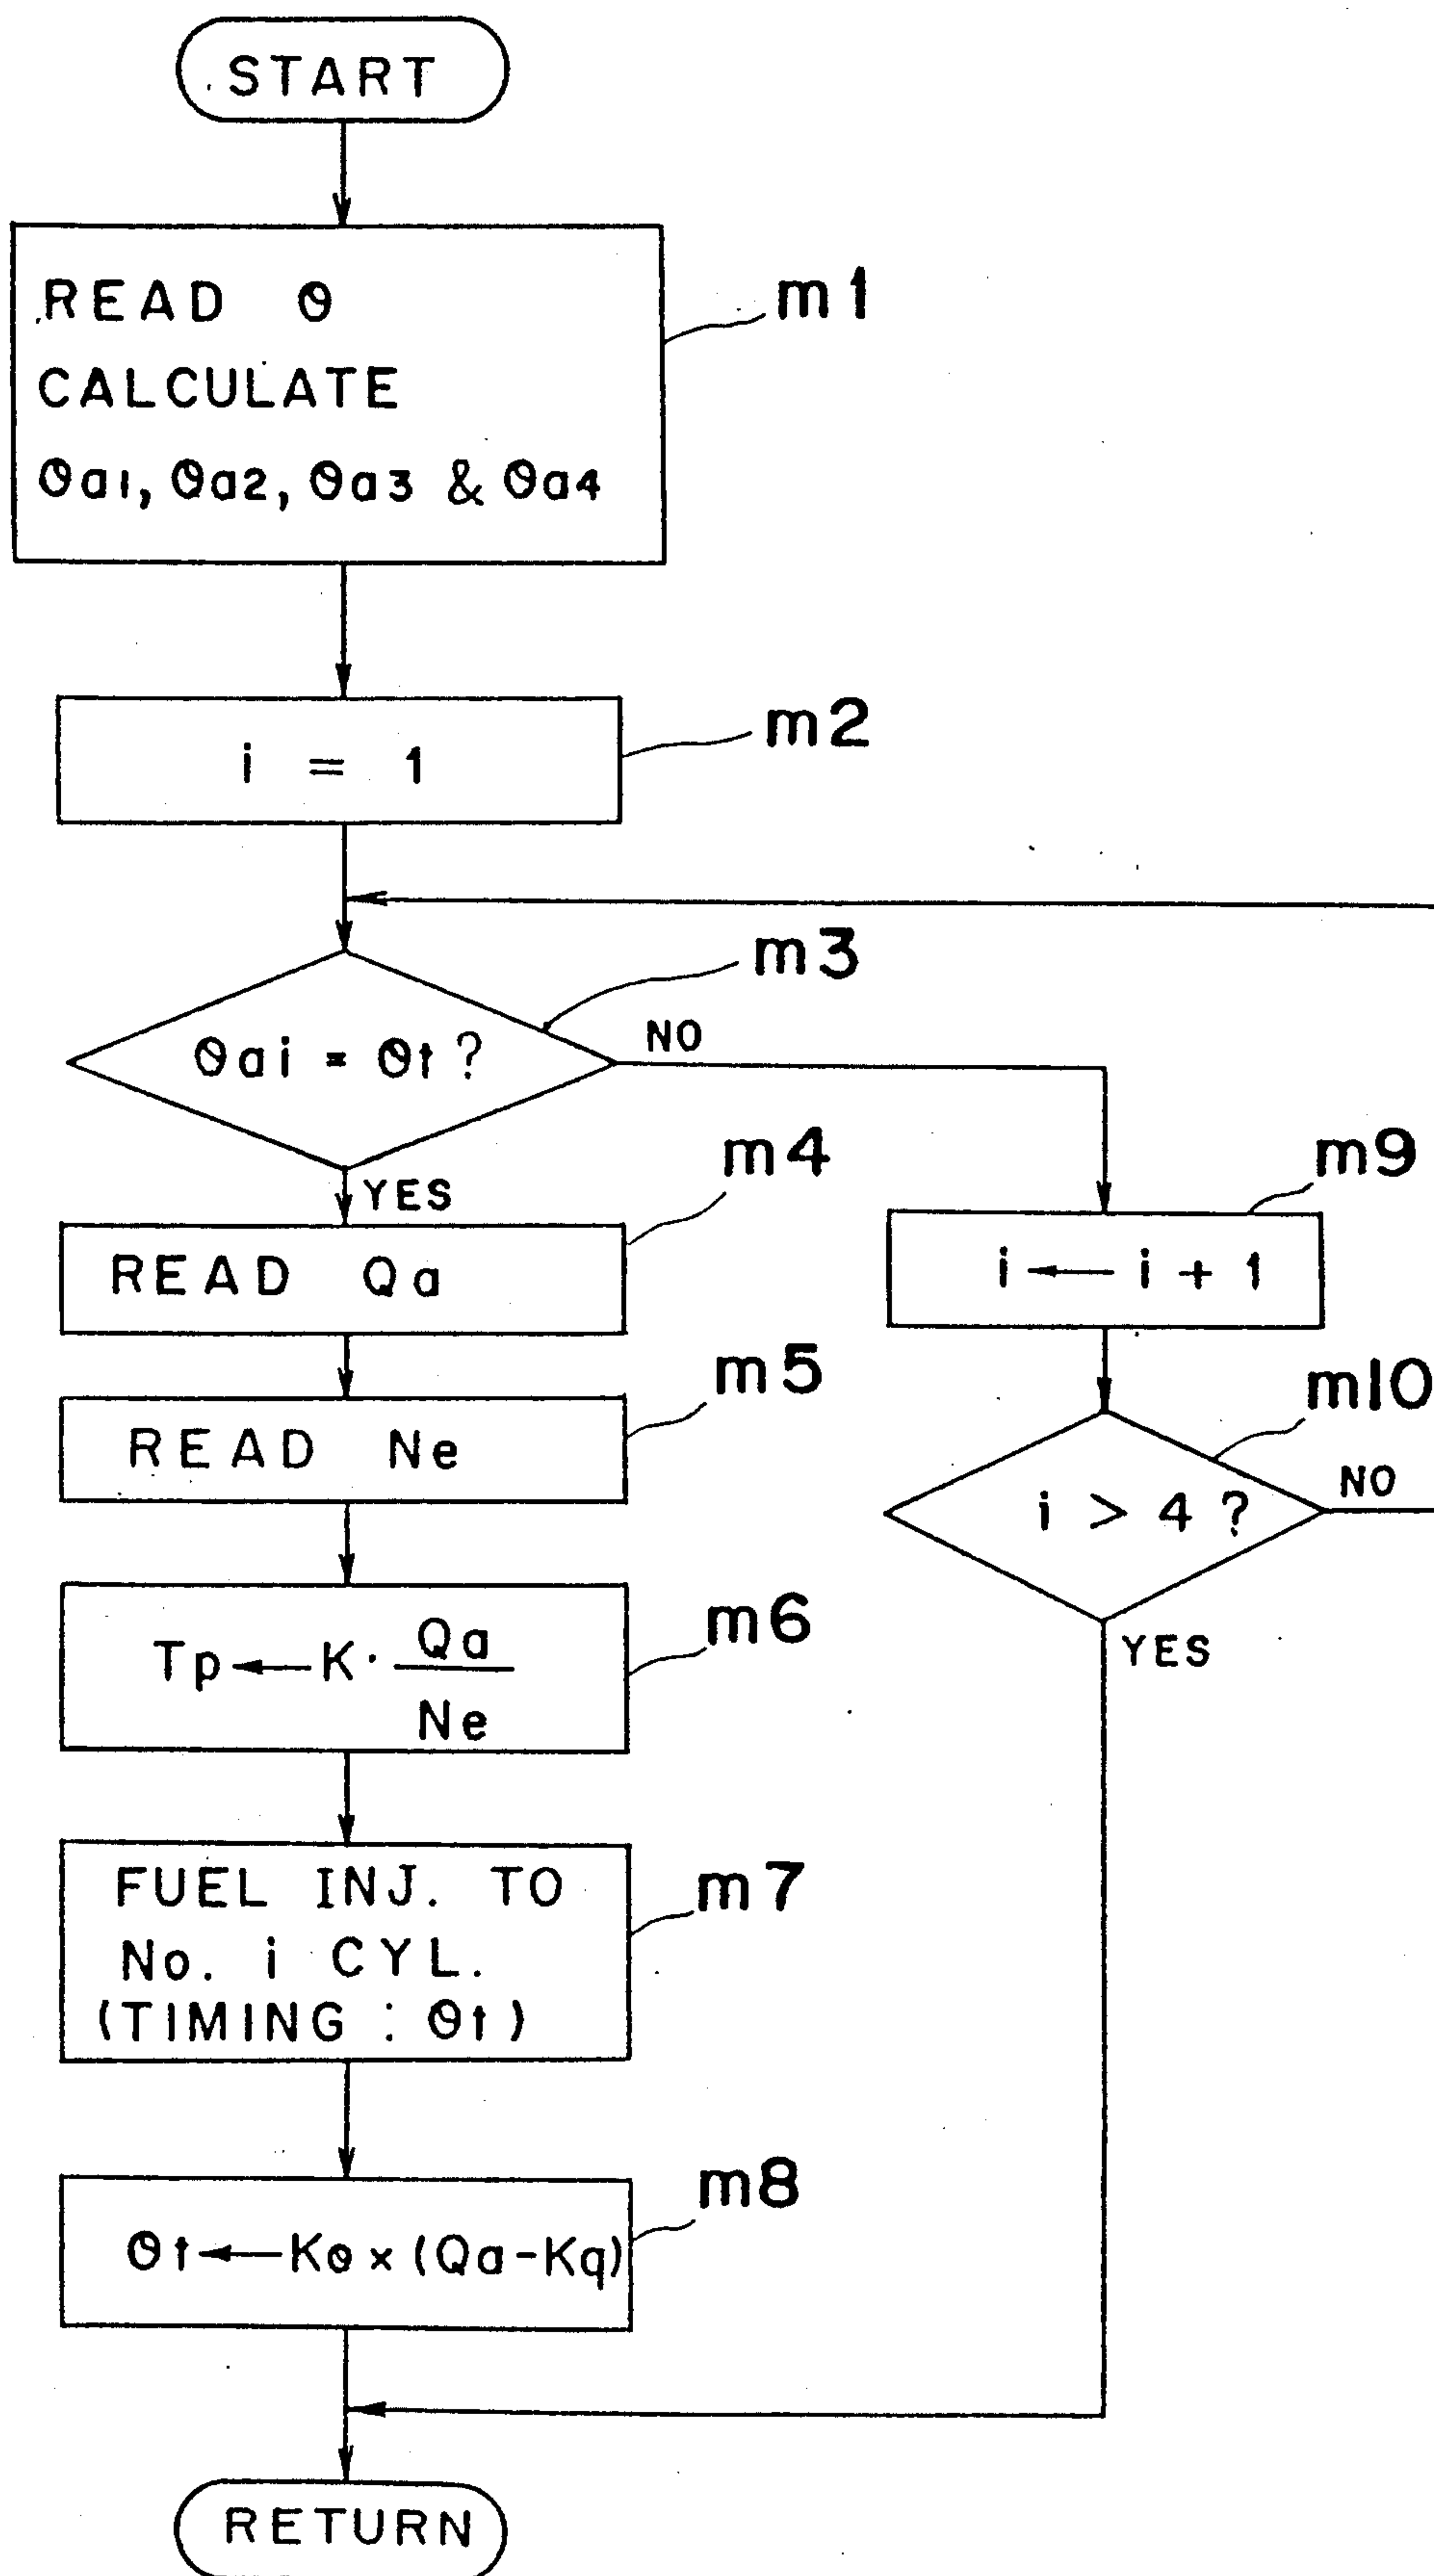 START
READ θ
CALCULATE
θa1, θa2, θa3 & θa4
m1
i = 1
m2
m3
θai = θt ?
NO
YES
m4
READ Qa
m9
i ← i + 1
m5
READ Ne
m10
i > 4 ?
NO
YES
m6
Tp ← K · Qa
Ne
m7
FUEL INJ. TO
No. i CYL.
(TIMING : θt)
m8
θt ← Kθ × (Qa - Kq)
RETURN